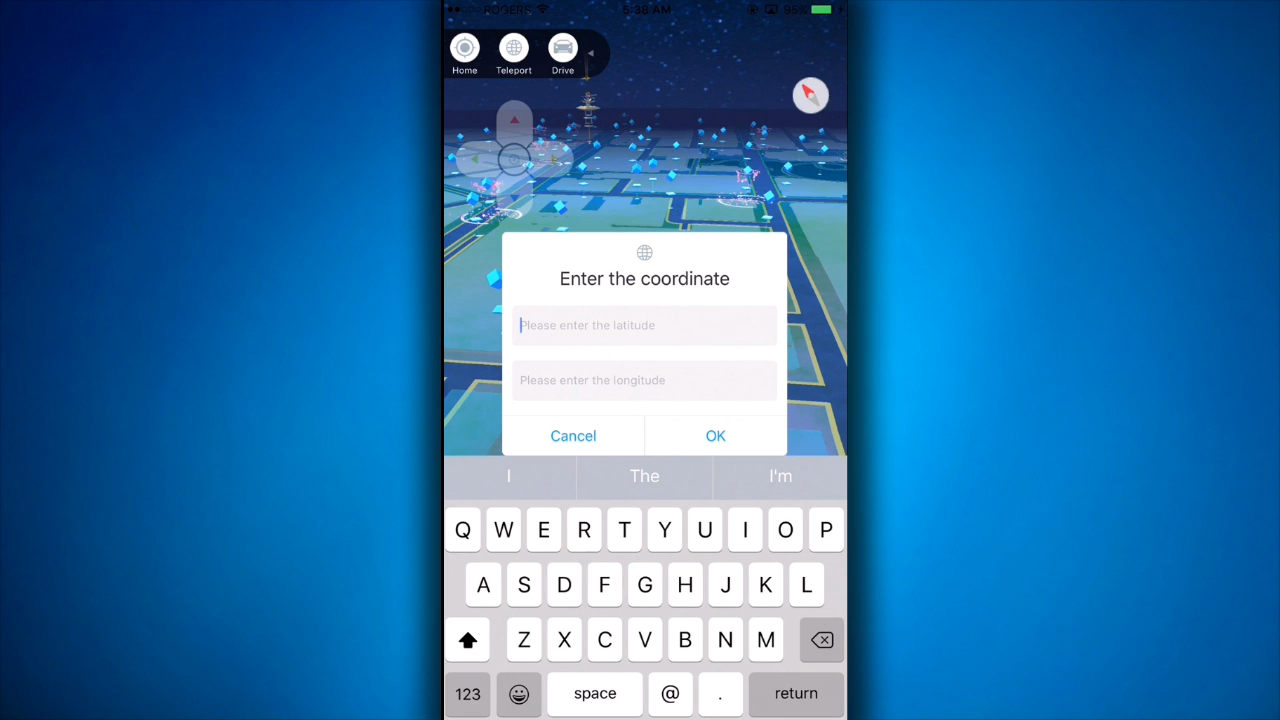 ROGERS 5:38 AM 95%
Home Teleport Drive
Enter the coordinate
Please enter the latitude
Please enter the longitude
Cancel OK
I The I'm
Q W E R T Y U I O P
A S D F G H J K L
Z X C V B N M
123 space @ . return